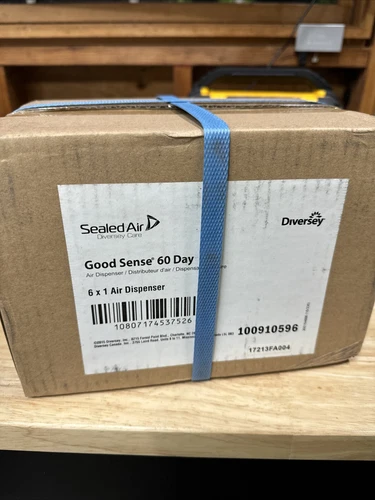 Sealed Air
Diversey Care
Diversey
Good Sense® 60 Day
Air Dispenser / Distributeur d'air /
6 x 1 Air Dispenser
10807174537526
100910596
17213FA004